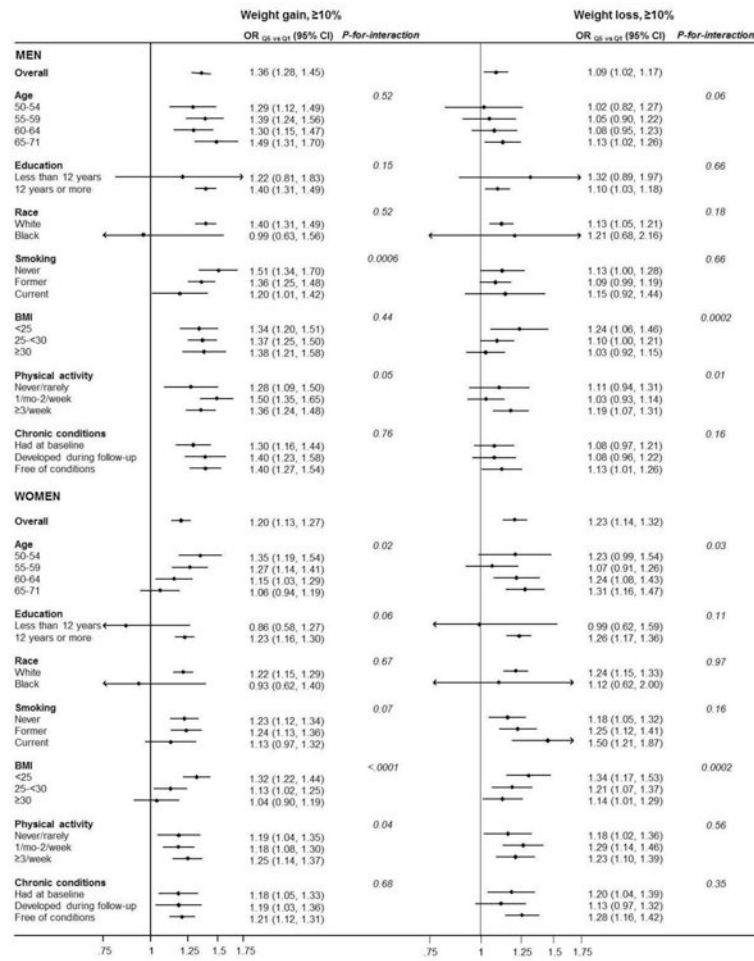 Weight gain, ≥10% Weight loss, ≥10%
OR Q5 vs Q1 (95% CI) P-for-interaction OR Q5 vs Q1 (95% CI) P-for-interaction
MEN
Overall 1.36 (1.28, 1.45) 1.09 (1.02, 1.17)
Age 0.52 0.06
50-54 1.29 (1.12, 1.49) 1.02 (0.82, 1.27)
55-59 1.39 (1.24, 1.56) 1.05 (0.90, 1.22)
60-64 1.30 (1.15, 1.47) 1.08 (0.95, 1.23)
65-71 1.49 (1.31, 1.70) 1.13 (1.02, 1.26)
Education 0.15 0.66
Less than 12 years 1.22 (0.81, 1.83) 1.32 (0.89, 1.97)
12 years or more 1.40 (1.31, 1.49) 1.10 (1.03, 1.18)
Race 0.52 0.18
White 1.40 (1.31, 1.49) 1.13 (1.05, 1.21)
Black 0.99 (0.63, 1.56) 1.21 (0.68, 2.16)
Smoking 0.0006 0.66
Never 1.51 (1.34, 1.70) 1.13 (1.00, 1.28)
Former 1.36 (1.25, 1.48) 1.09 (0.99, 1.19)
Current 1.20 (1.01, 1.42) 1.15 (0.92, 1.44)
BMI 0.44 0.0002
<25 1.34 (1.20, 1.51) 1.24 (1.06, 1.46)
25-<30 1.37 (1.25, 1.50) 1.10 (1.00, 1.21)
≥30 1.38 (1.21, 1.58) 1.03 (0.92, 1.15)
Physical activity 0.05 0.01
Never/rarely 1.28 (1.09, 1.50) 1.11 (0.94, 1.31)
1/mo-2/week 1.50 (1.35, 1.65) 1.03 (0.93, 1.14)
≥3/week 1.36 (1.24, 1.48) 1.19 (1.07, 1.31)
Chronic conditions 0.76 0.16
Had at baseline 1.30 (1.16, 1.44) 1.08 (0.97, 1.21)
Developed during follow-up 1.40 (1.23, 1.58) 1.08 (0.96, 1.22)
Free of conditions 1.40 (1.27, 1.54) 1.13 (1.01, 1.26)
WOMEN
Overall 1.20 (1.13, 1.27) 1.23 (1.14, 1.32)
Age 0.02 0.03
50-54 1.35 (1.19, 1.54) 1.23 (0.99, 1.54)
55-59 1.27 (1.14, 1.41) 1.07 (0.91, 1.26)
60-64 1.15 (1.03, 1.29) 1.24 (1.08, 1.43)
65-71 1.06 (0.94, 1.19) 1.31 (1.16, 1.47)
Education 0.06 0.11
Less than 12 years 0.86 (0.58, 1.27) 0.99 (0.62, 1.59)
12 years or more 1.23 (1.16, 1.30) 1.26 (1.17, 1.36)
Race 0.67 0.97
White 1.22 (1.15, 1.29) 1.24 (1.15, 1.33)
Black 0.93 (0.62, 1.40) 1.12 (0.62, 2.00)
Smoking 0.07 0.16
Never 1.23 (1.12, 1.34) 1.18 (1.05, 1.32)
Former 1.24 (1.13, 1.36) 1.25 (1.12, 1.41)
Current 1.13 (0.97, 1.32) 1.50 (1.21, 1.87)
BMI <.0001 0.0002
<25 1.32 (1.22, 1.44) 1.34 (1.17, 1.53)
25-<30 1.13 (1.02, 1.25) 1.21 (1.07, 1.37)
≥30 1.04 (0.90, 1.19) 1.14 (1.01, 1.29)
Physical activity 0.04 0.56
Never/rarely 1.19 (1.04, 1.35) 1.18 (1.02, 1.36)
1/mo-2/week 1.18 (1.08, 1.30) 1.29 (1.14, 1.46)
≥3/week 1.25 (1.14, 1.37) 1.23 (1.10, 1.39)
Chronic conditions 0.68 0.35
Had at baseline 1.18 (1.05, 1.33) 1.20 (1.04, 1.39)
Developed during follow-up 1.19 (1.03, 1.36) 1.13 (0.97, 1.32)
Free of conditions 1.21 (1.12, 1.31) 1.28 (1.16, 1.42)
.75 1 1.25 1.5 1.75 .75 1 1.25 1.5 1.75